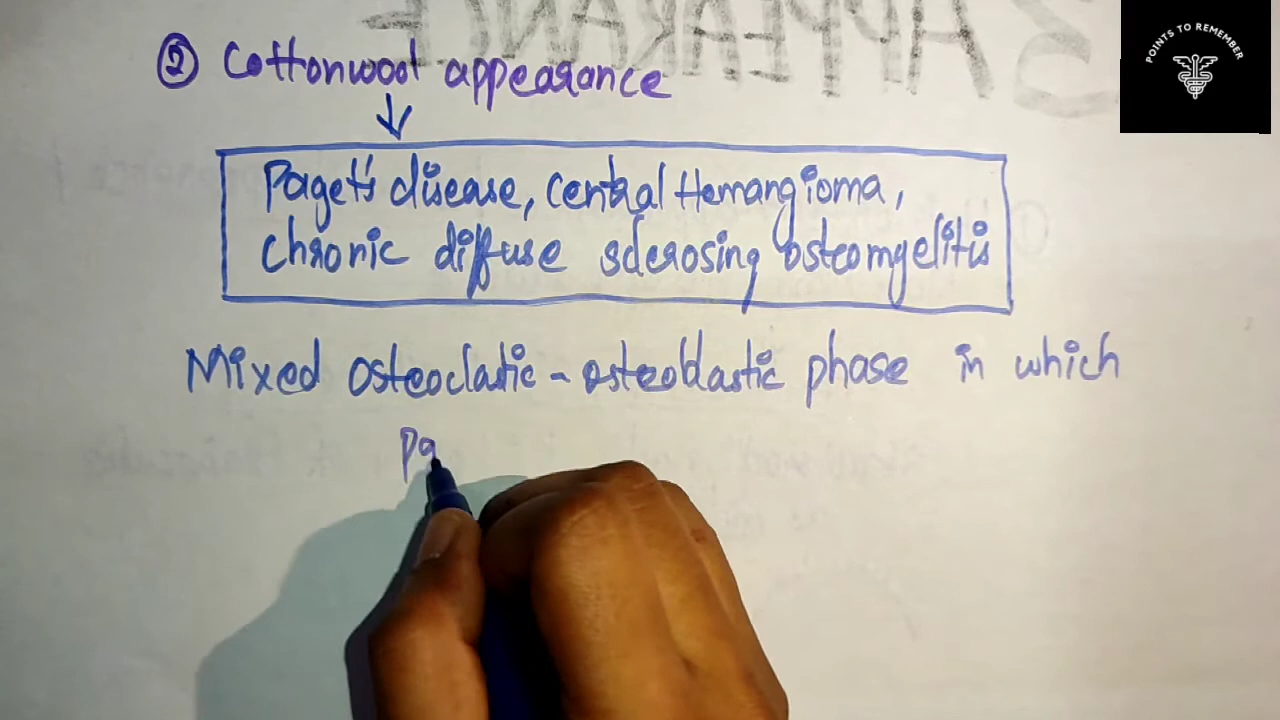 POINTS TO REMEMBER
② Cottonwool appearance
Paget's disease, Central Hemangioma,
chronic diffuse sclerosing osteomyelitis
Mixed osteoclastic - osteoblastic phase in which
Pa